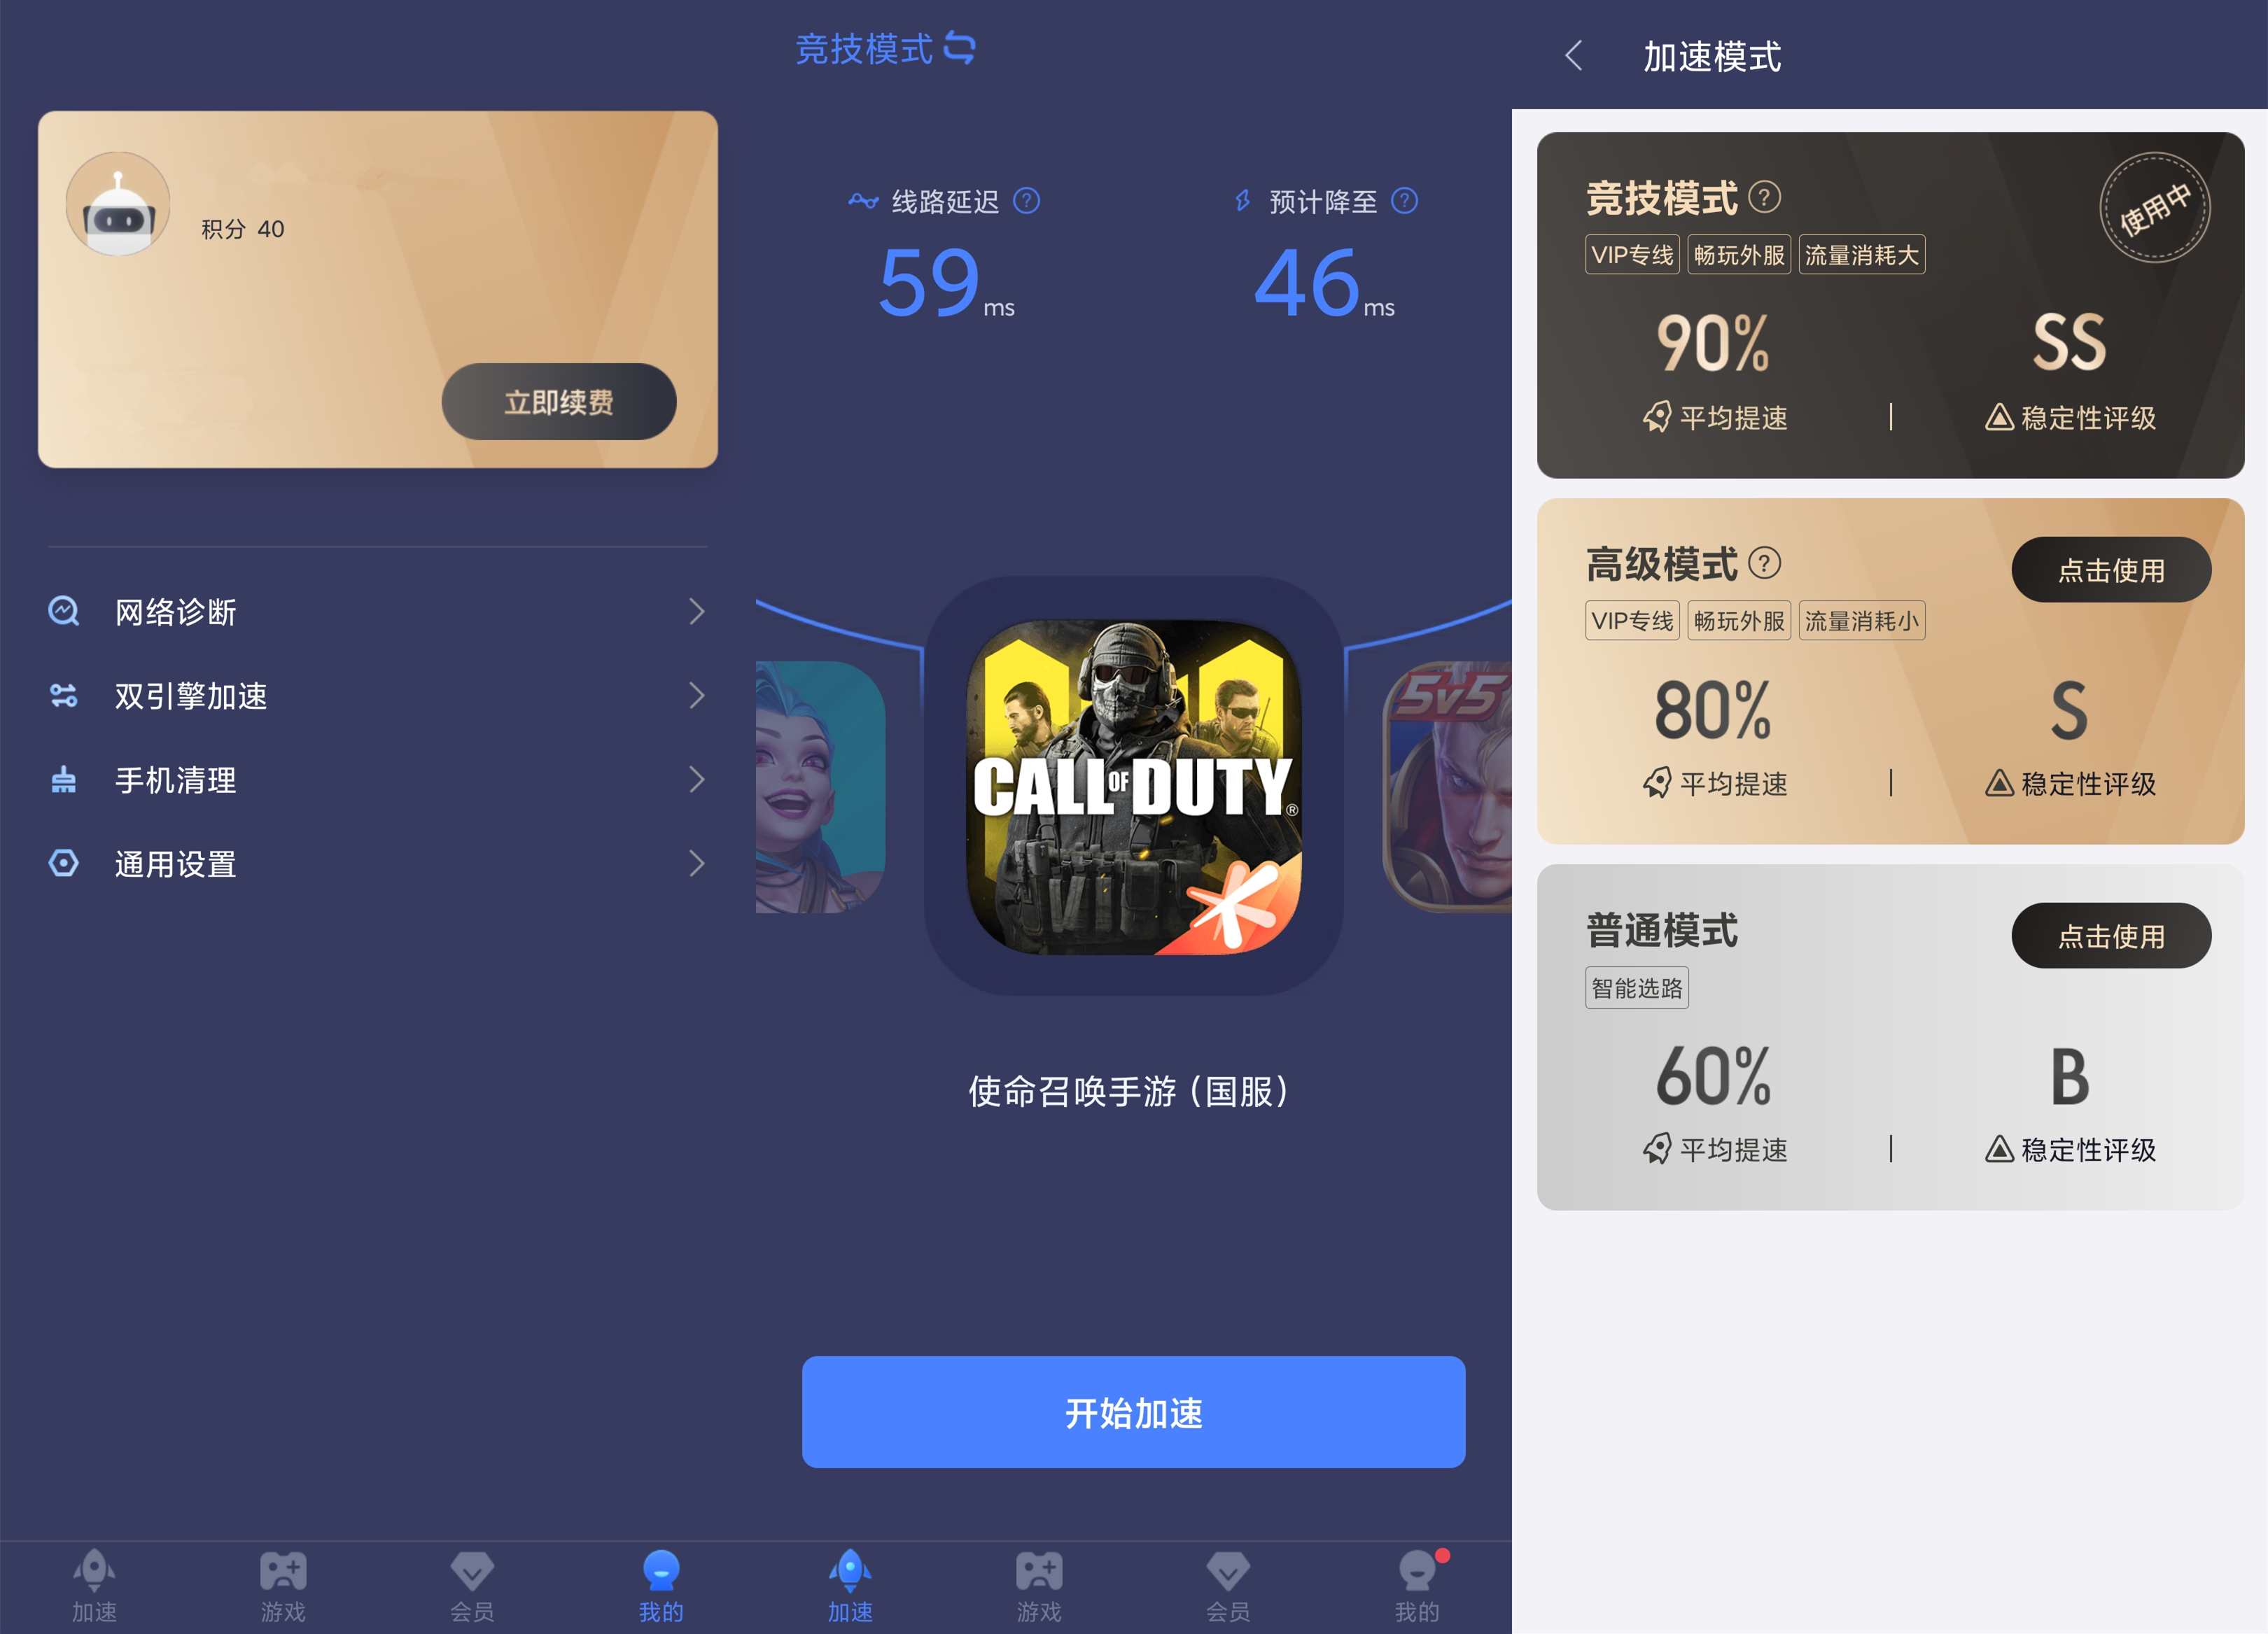 积分 40
立即续费
网络诊断
双引擎加速
手机清理
通用设置
加速
游戏
会员
我的
竞技模式
线路延迟 ?
预计降至 ?
59ms
46ms
5v5
CALL OF DUTY®
使命召唤手游（国服）
开始加速
加速
游戏
会员
我的
加速模式
竞技模式 ?
使用中
VIP专线 畅玩外服 流量消耗大
90%
SS
平均提速 | 稳定性评级
高级模式 ?
点击使用
VIP专线 畅玩外服 流量消耗小
80%
S
平均提速 | 稳定性评级
普通模式
点击使用
智能选路
60%
B
平均提速 | 稳定性评级